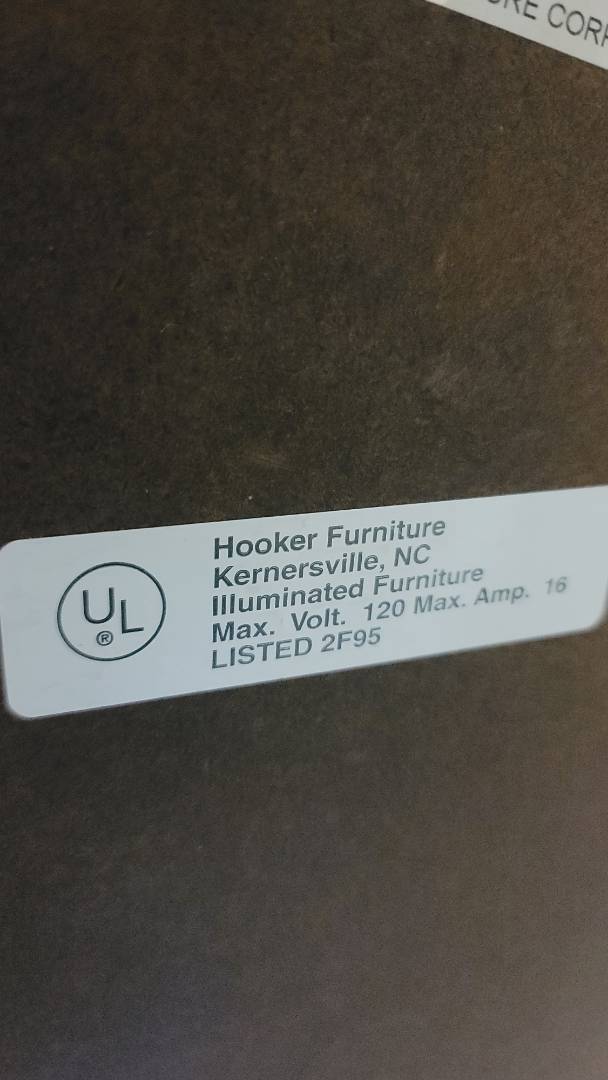 Hooker Furniture
Kernersville, NC
Illuminated Furniture
Max. Volt. 120 Max. Amp. 16
LISTED 2F95
UL
®